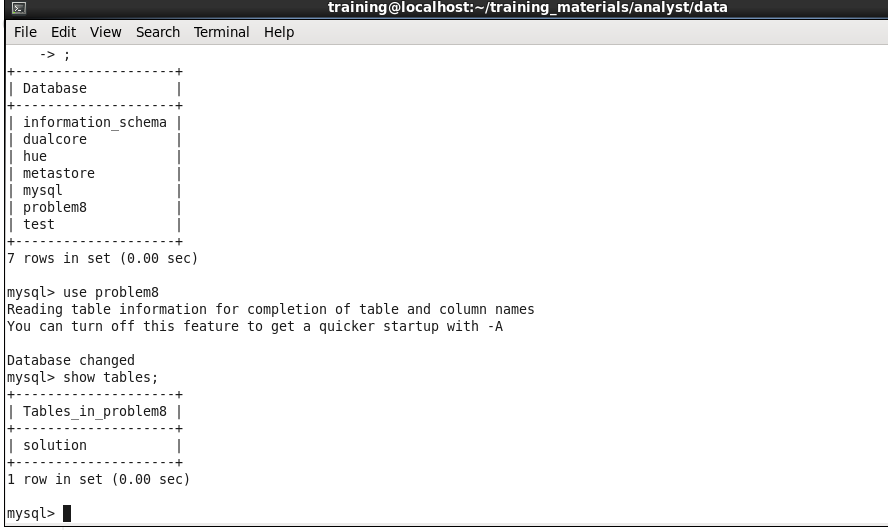 training@localhost:~/training_materials/analyst/data
File Edit View Search Terminal Help
    -> ;
+--------------------+
| Database           |
+--------------------+
| information_schema |
| dualcore           |
| hue                |
| metastore          |
| mysql              |
| problem8           |
| test               |
+--------------------+
7 rows in set (0.00 sec)

mysql> use problem8
Reading table information for completion of table and column names
You can turn off this feature to get a quicker startup with -A

Database changed
mysql> show tables;
+--------------------+
| Tables_in_problem8 |
+--------------------+
| solution           |
+--------------------+
1 row in set (0.00 sec)

mysql>